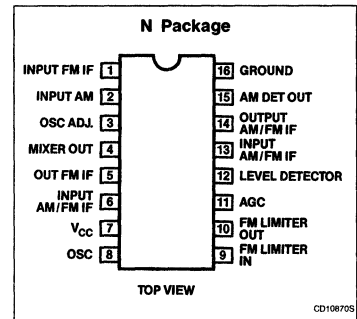 N Package
INPUT FM IF 1
INPUT AM 2
OSC ADJ. 3
MIXER OUT 4
OUT FM IF 5
INPUT
AM/FM IF 6
VCC 7
OSC 8
16 GROUND
15 AM DET OUT
14 OUTPUT
AM/FM IF
13 INPUT
AM/FM IF
12 LEVEL DETECTOR
11 AGC
10 FM LIMITER
OUT
9 FM LIMITER
IN
TOP VIEW
CD10870S